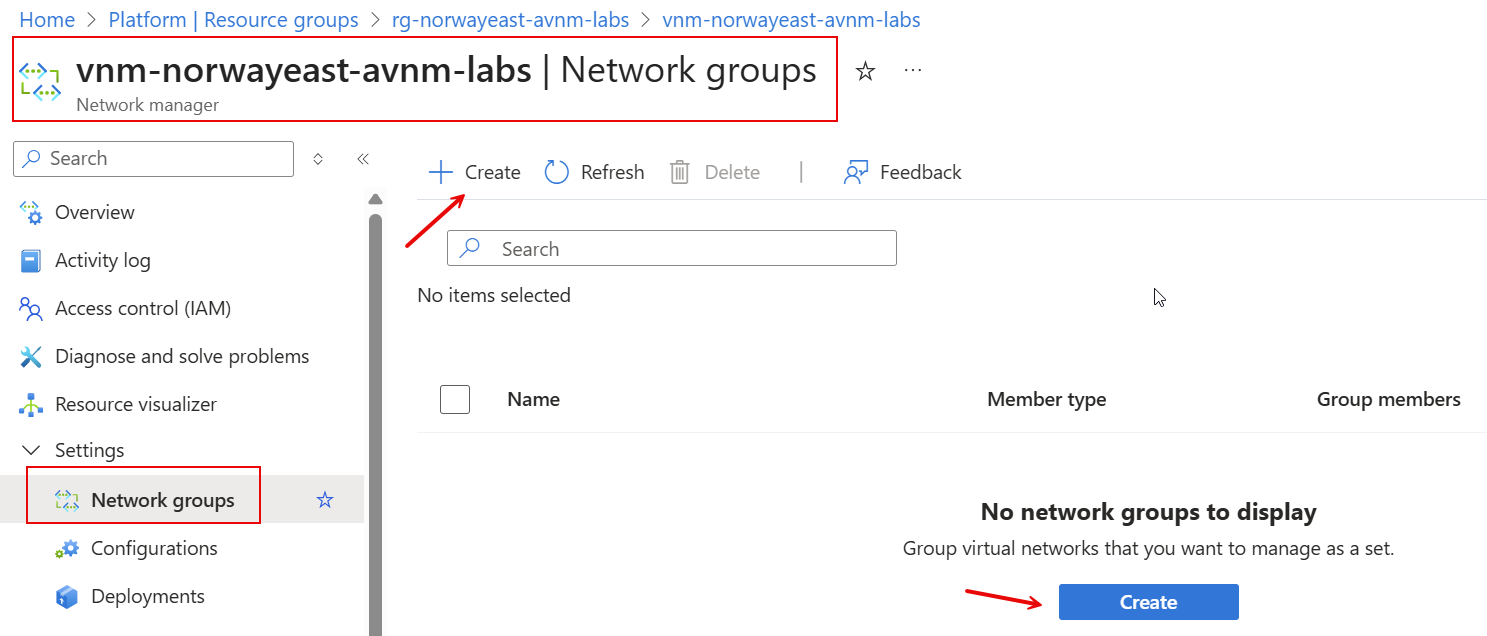 Home > Platform | Resource groups > rg-norwayeast-avnm-labs > vnm-norwayeast-avnm-labs
vnm-norwayeast-avnm-labs | Network groups
Network manager
Search
Create Refresh Delete | Feedback
Overview
Activity log
Access control (IAM)
Diagnose and solve problems
Resource visualizer
Settings
Network groups
Configurations
Deployments
Search
No items selected
Name Member type Group members
No network groups to display
Group virtual networks that you want to manage as a set.
Create